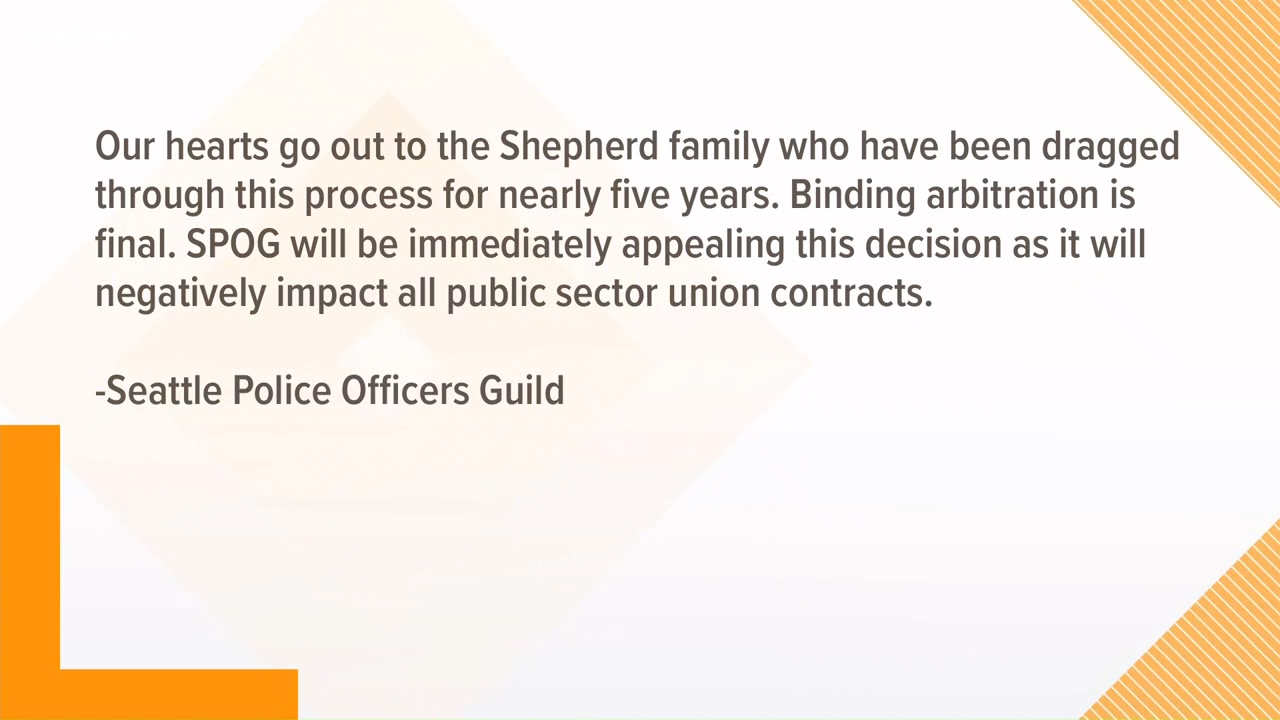 Our hearts go out to the Shepherd family who have been dragged
through this process for nearly five years. Binding arbitration is
final. SPOG will be immediately appealing this decision as it will
negatively impact all public sector union contracts.
-Seattle Police Officers Guild